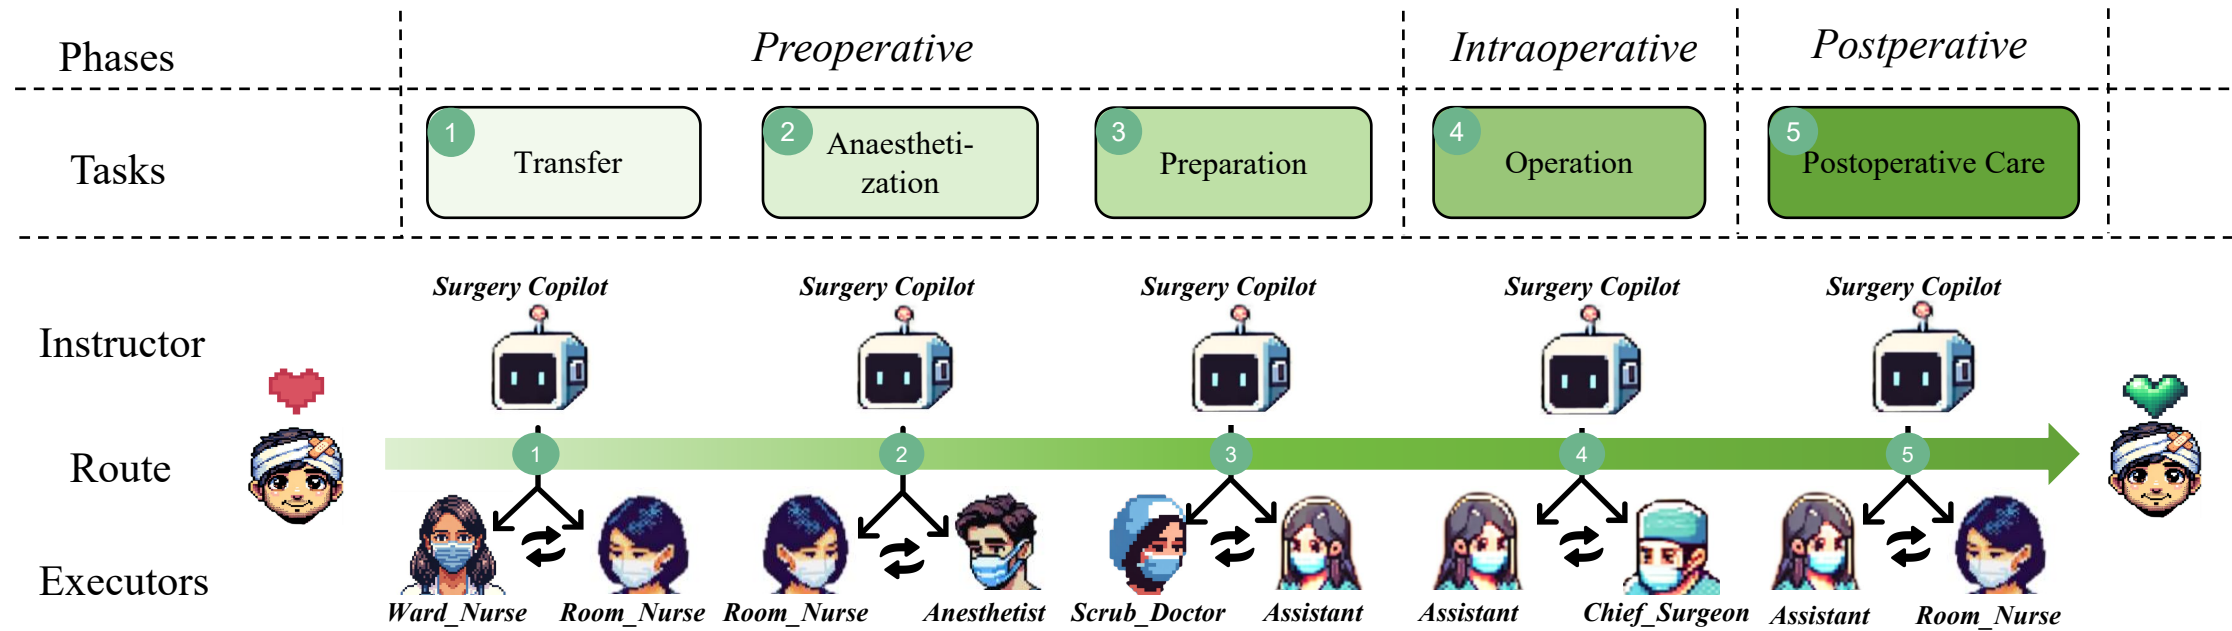 Phases
Preoperative
Intraoperative
Postperative
Tasks
1
Transfer
2
Anaestheti-
zation
3
Preparation
4
Operation
5
Postoperative Care
Instructor
Surgery Copilot
Surgery Copilot
Surgery Copilot
Surgery Copilot
Surgery Copilot
Route
1
2
3
4
5
Executors
Ward_Nurse
Room_Nurse
Room_Nurse
Anesthetist
Scrub_Doctor
Assistant
Assistant
Chief_Surgeon
Assistant
Room_Nurse